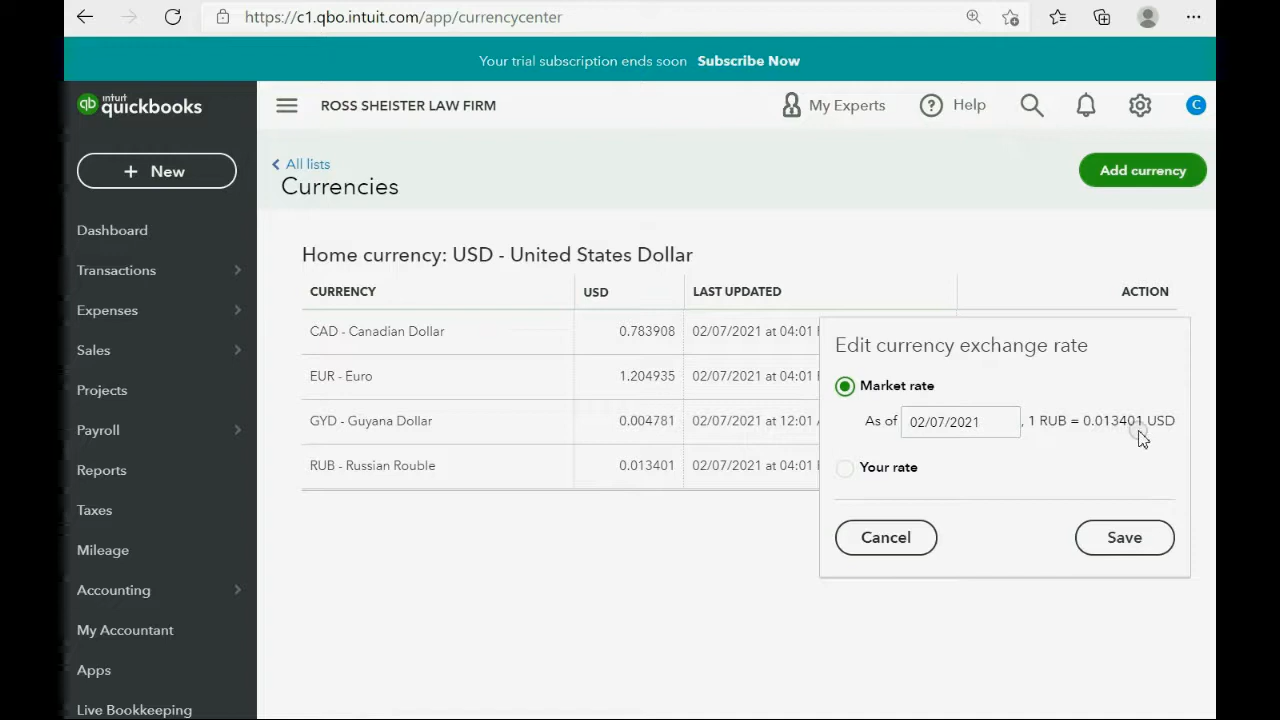 https://c1.qbo.intuit.com/app/currencycenter
Your trial subscription ends soon Subscribe Now
qb intuit quickbooks
ROSS SHEISTER LAW FIRM
My Experts
? Help
C
+ New
< All lists
Currencies
Add currency
Dashboard
Transactions
Expenses
Sales
Projects
Payroll
Reports
Taxes
Mileage
Accounting
My Accountant
Apps
Live Bookkeeping
Home currency: USD - United States Dollar
CURRENCY USD LAST UPDATED ACTION
CAD - Canadian Dollar 0.783908 02/07/2021 at 04:01
EUR - Euro 1.204935 02/07/2021 at 04:01
GYD - Guyana Dollar 0.004781 02/07/2021 at 12:01
RUB - Russian Rouble 0.013401 02/07/2021 at 04:01
Edit currency exchange rate
Market rate
As of 02/07/2021 , 1 RUB = 0.013401 USD
Your rate
Cancel Save